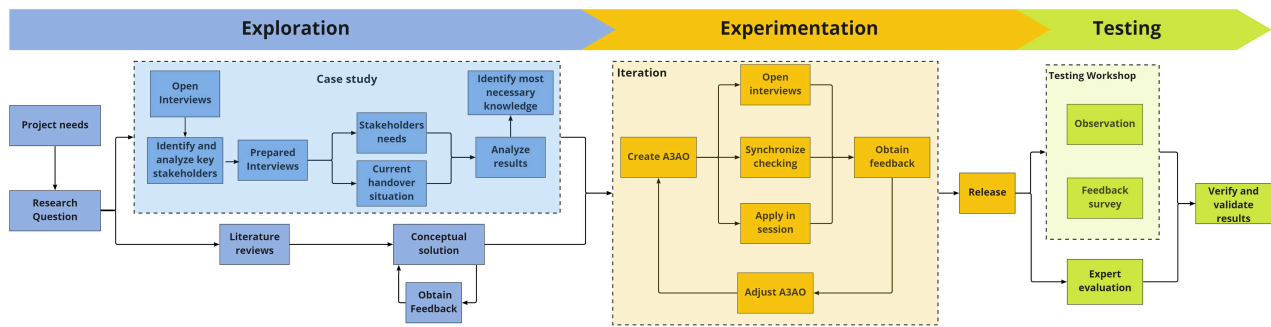 Exploration
Experimentation
Testing
Project needs
Research
Question
Case study
Open
Interviews
Identify and
analyze key
stakeholders
Prepared
Interviews
Stakeholders
needs
Current
handover
situation
Identify most
necessary
knowledge
Analyze
results
Literature
reviews
Conceptual
solution
Obtain
Feedback
Iteration
Create A3AO
Open
interviews
Synchronize
checking
Apply in
session
Obtain
feedback
Adjust A3AO
Release
Testing Workshop
Observation
Feedback
survey
Expert
evaluation
Verify and
validate
results